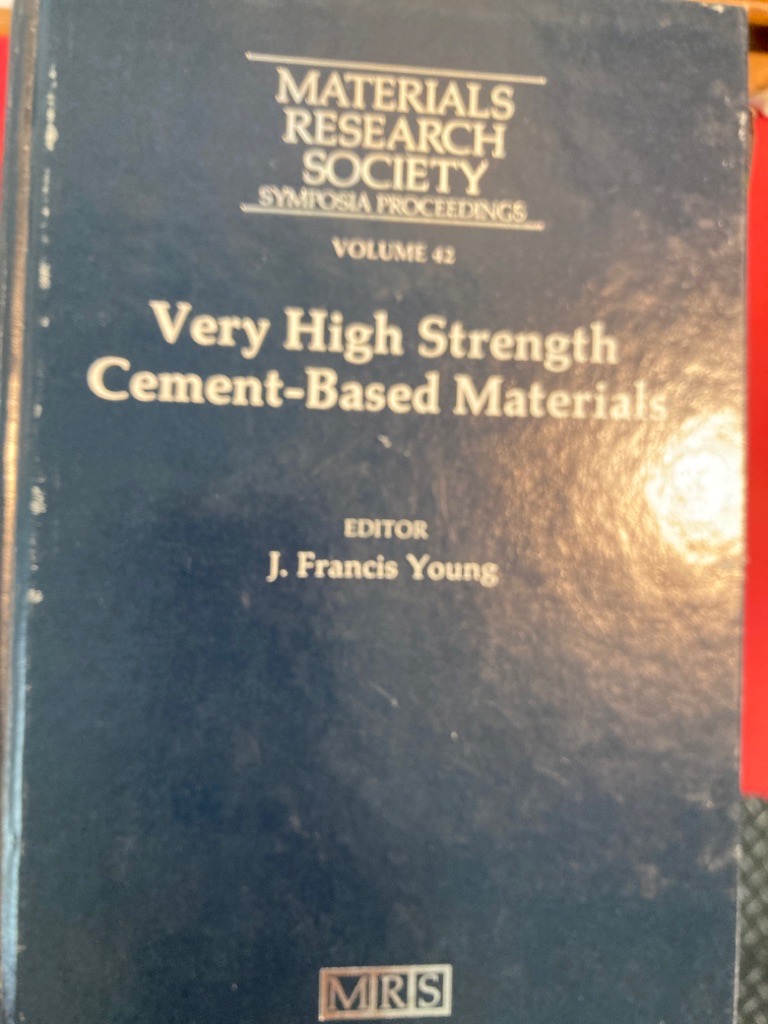 MATERIALS
RESEARCH
SOCIETY
SYMPOSIA PROCEEDINGS
VOLUME 42
Very High Strength
Cement-Based Materials
EDITOR
J. Francis Young
MRS